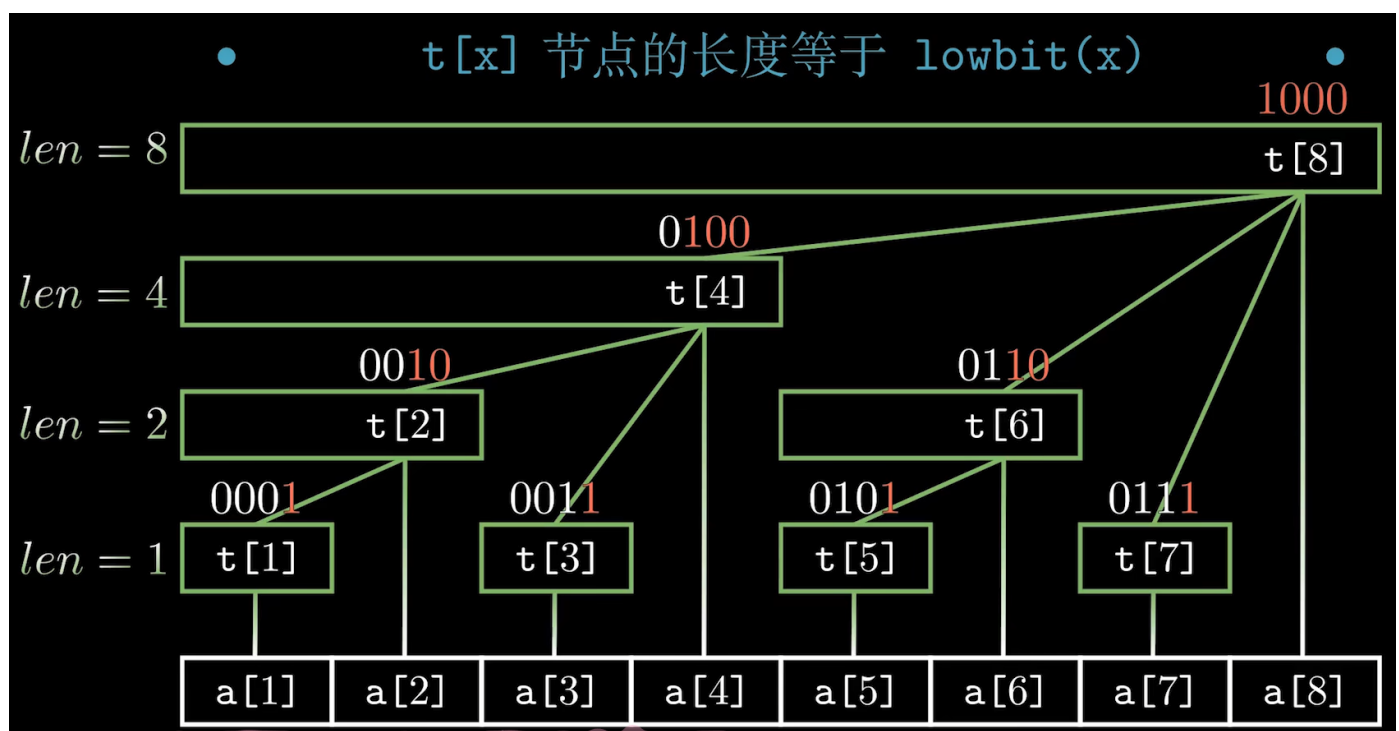 t[x] 节点的长度等于 lowbit(x)
1000
len = 8
t[8]
0100
len = 4
t[4]
0010
0110
len = 2
t[2]
t[6]
0001
0011
0101
0111
len = 1
t[1]
t[3]
t[5]
t[7]
a[1]
a[2]
a[3]
a[4]
a[5]
a[6]
a[7]
a[8]